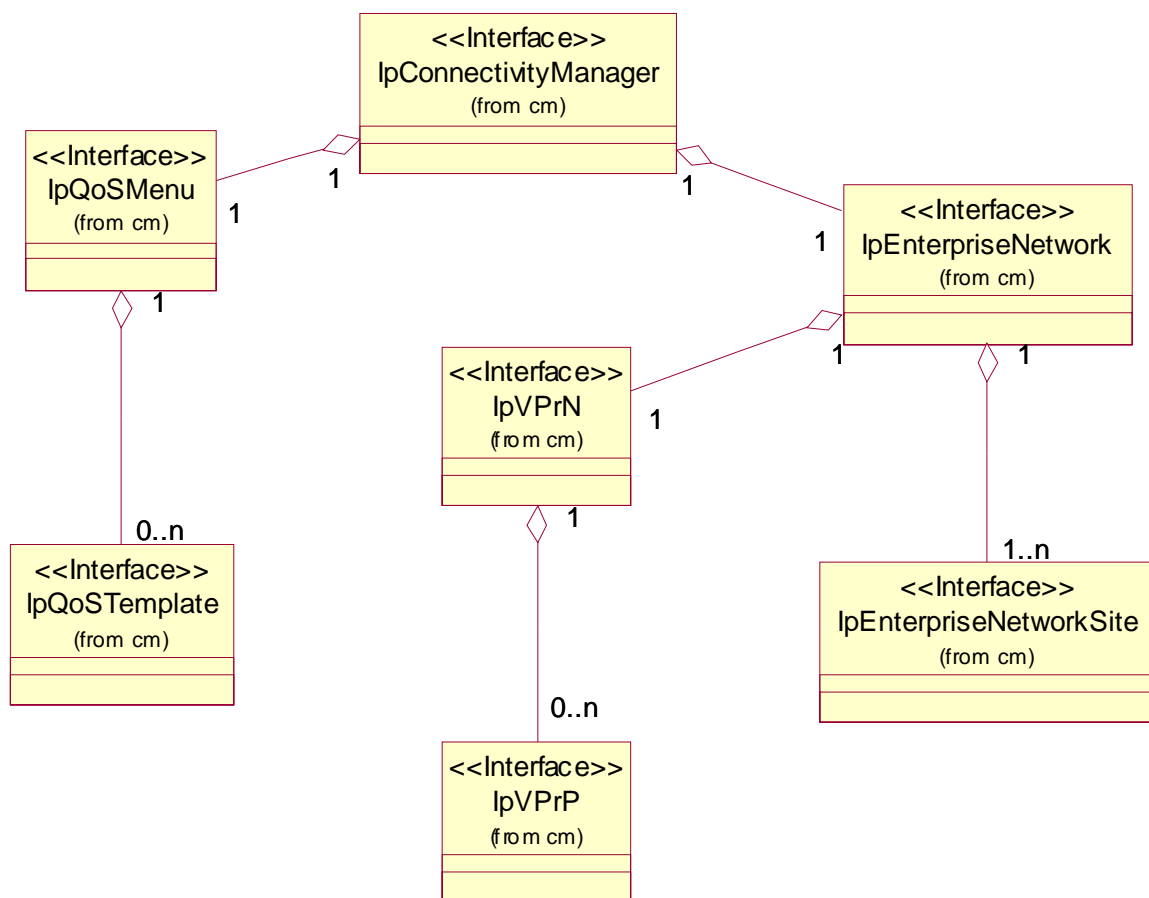 <<Interface>>
IpConnectivityManager
(from cm)
1
1
<<Interface>>
IpQoSMenu
(from cm)
1
1
1
<<Interface>>
IpEnterpriseNetwork
(from cm)
1
1
<<Interface>>
IpVPrN
(from cm)
1
1
1
0..n
<<Interface>>
IpQoSTemplate
(from cm)
1..n
<<Interface>>
IpEnterpriseNetworkSite
(from cm)
0..n
<<Interface>>
IpVPrP
(from cm)